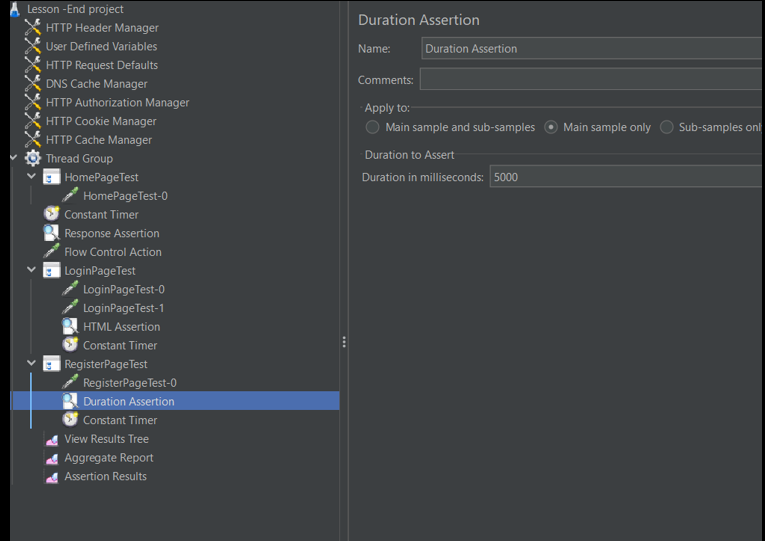 Lesson -End project
HTTP Header Manager
User Defined Variables
HTTP Request Defaults
DNS Cache Manager
HTTP Authorization Manager
HTTP Cookie Manager
HTTP Cache Manager
Thread Group
HomePageTest
HomePageTest-0
Constant Timer
Response Assertion
Flow Control Action
LoginPageTest
LoginPageTest-0
LoginPageTest-1
HTML Assertion
Constant Timer
RegisterPageTest
RegisterPageTest-0
Duration Assertion
Constant Timer
View Results Tree
Aggregate Report
Assertion Results
Duration Assertion
Name: Duration Assertion
Comments:
Apply to:
Main sample and sub-samples Main sample only Sub-samples onl
Duration to Assert
Duration in milliseconds: 5000